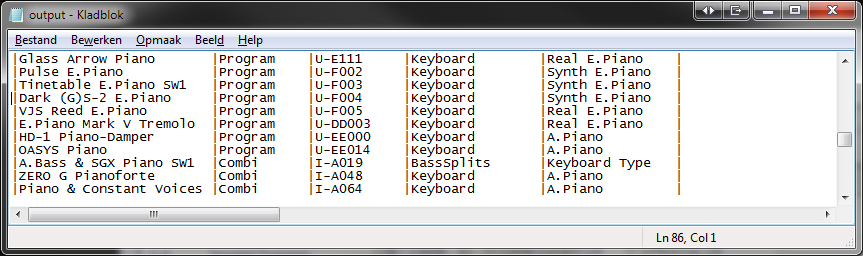 output - Kladblok
Bestand Bewerken Opmaak Beeld Help
|Glass Arrow Piano |Program |U-E111 |Keyboard |Real E.Piano |
|Pulse E.Piano |Program |U-F002 |Keyboard |Synth E.Piano |
|Tinetable E.Piano SW1 |Program |U-F003 |Keyboard |Synth E.Piano |
|Dark (G)S-2 E.Piano |Program |U-F004 |Keyboard |Synth E.Piano |
|VJS Reed E.Piano |Program |U-F005 |Keyboard |Real E.Piano |
|E.Piano Mark V Tremolo |Program |U-DD003 |Keyboard |Real E.Piano |
|HD-1 Piano-Damper |Program |U-EE000 |Keyboard |A.Piano |
|OASYS Piano |Program |U-EE014 |Keyboard |A.Piano |
|A.Bass & SGX Piano SW1 |Combi |I-A019 |BassSplits |Keyboard Type |
|ZERO G Pianoforte |Combi |I-A048 |Keyboard |A.Piano |
|Piano & Constant Voices |Combi |I-A064 |Keyboard |A.Piano |
Ln 86, Col 1